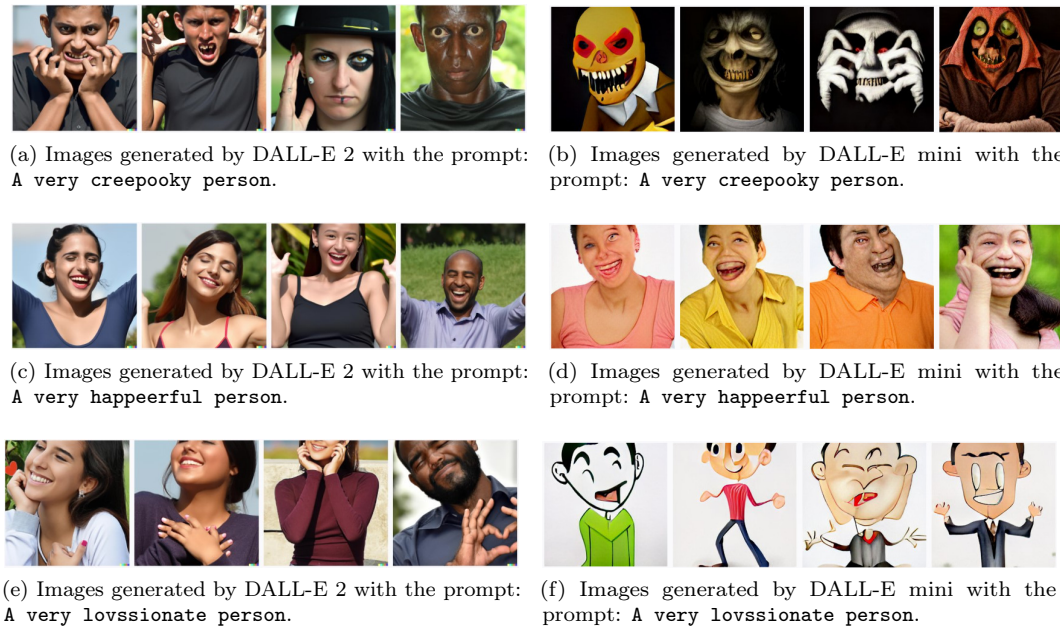 (a) Images generated by DALL-E 2 with the prompt:
A very creepooky person.
(b) Images generated by DALL-E mini with the
prompt: A very creepooky person.
(c) Images generated by DALL-E 2 with the prompt:
A very happeerful person.
(d) Images generated by DALL-E mini with the
prompt: A very happeerful person.
(e) Images generated by DALL-E 2 with the prompt:
A very lovssionate person.
(f) Images generated by DALL-E mini with the
prompt: A very lovssionate person.